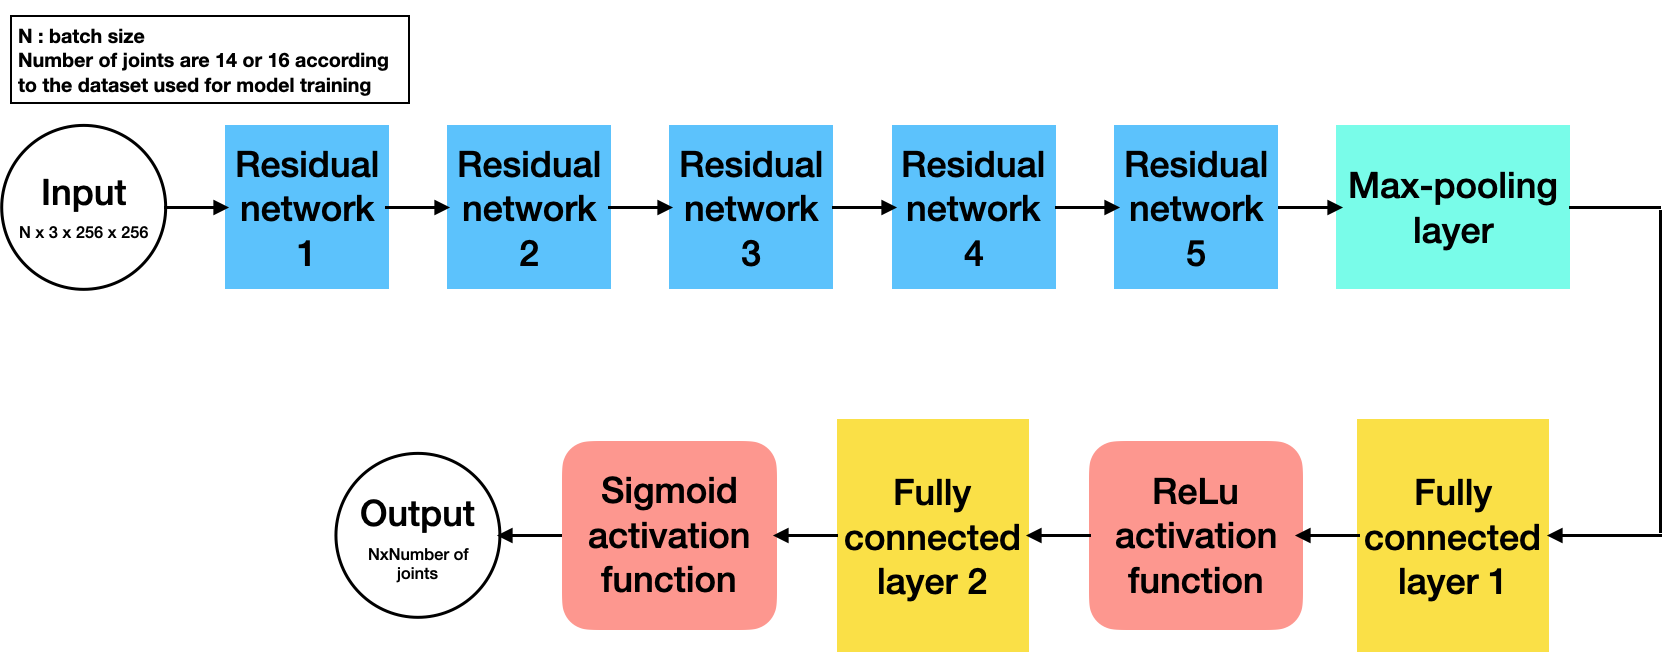 N : batch size
Number of joints are 14 or 16 according
to the dataset used for model training
Input
N x 3 x 256 x 256
Residual
network
1
Residual
network
2
Residual
network
3
Residual
network
4
Residual
network
5
Max-pooling
layer
Fully
connected
layer 1
ReLu
activation
function
Fully
connected
layer 2
Sigmoid
activation
function
Output
NxNumber of
joints